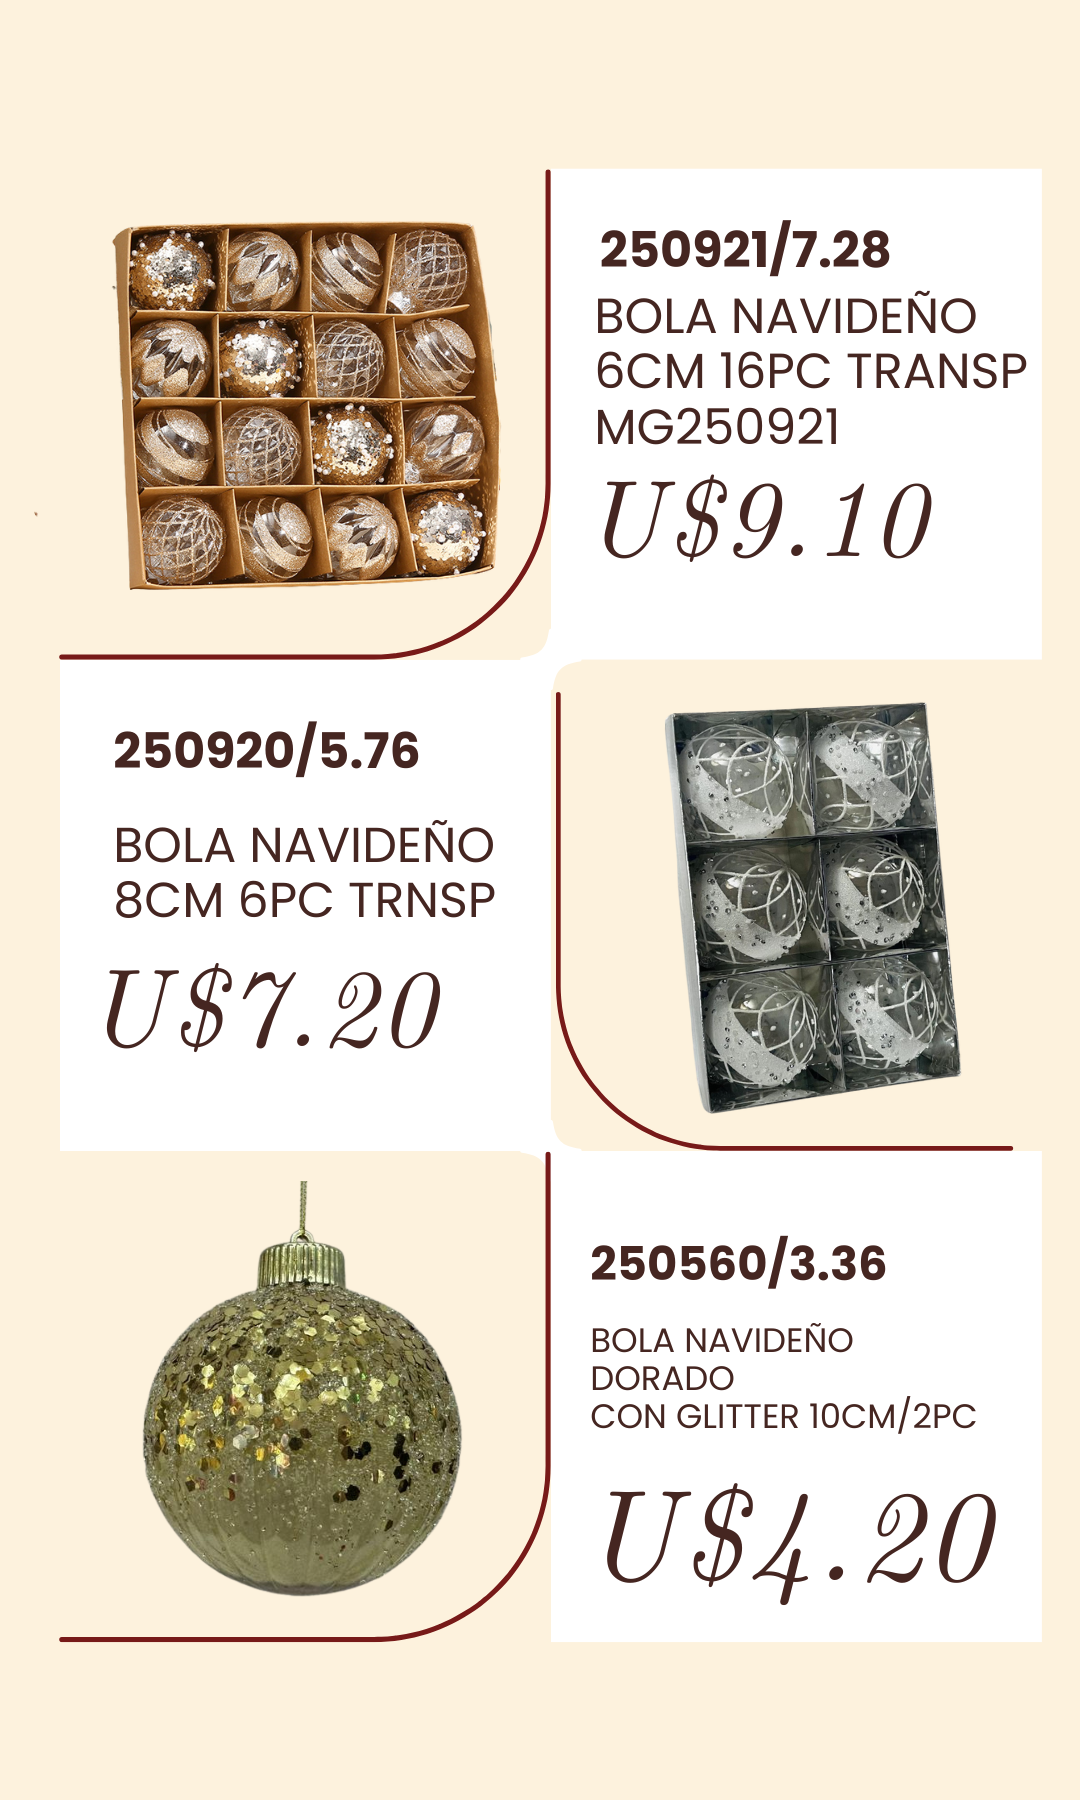 250921/7.28
BOLA NAVIDEÑO
6CM 16PC TRANSP
MG250921
U$9.10
250920/5.76
BOLA NAVIDEÑO
8CM 6PC TRNSP
U$7.20
250560/3.36
BOLA NAVIDEÑO
DORADO
CON GLITTER 10CM/2PC
U$4.20